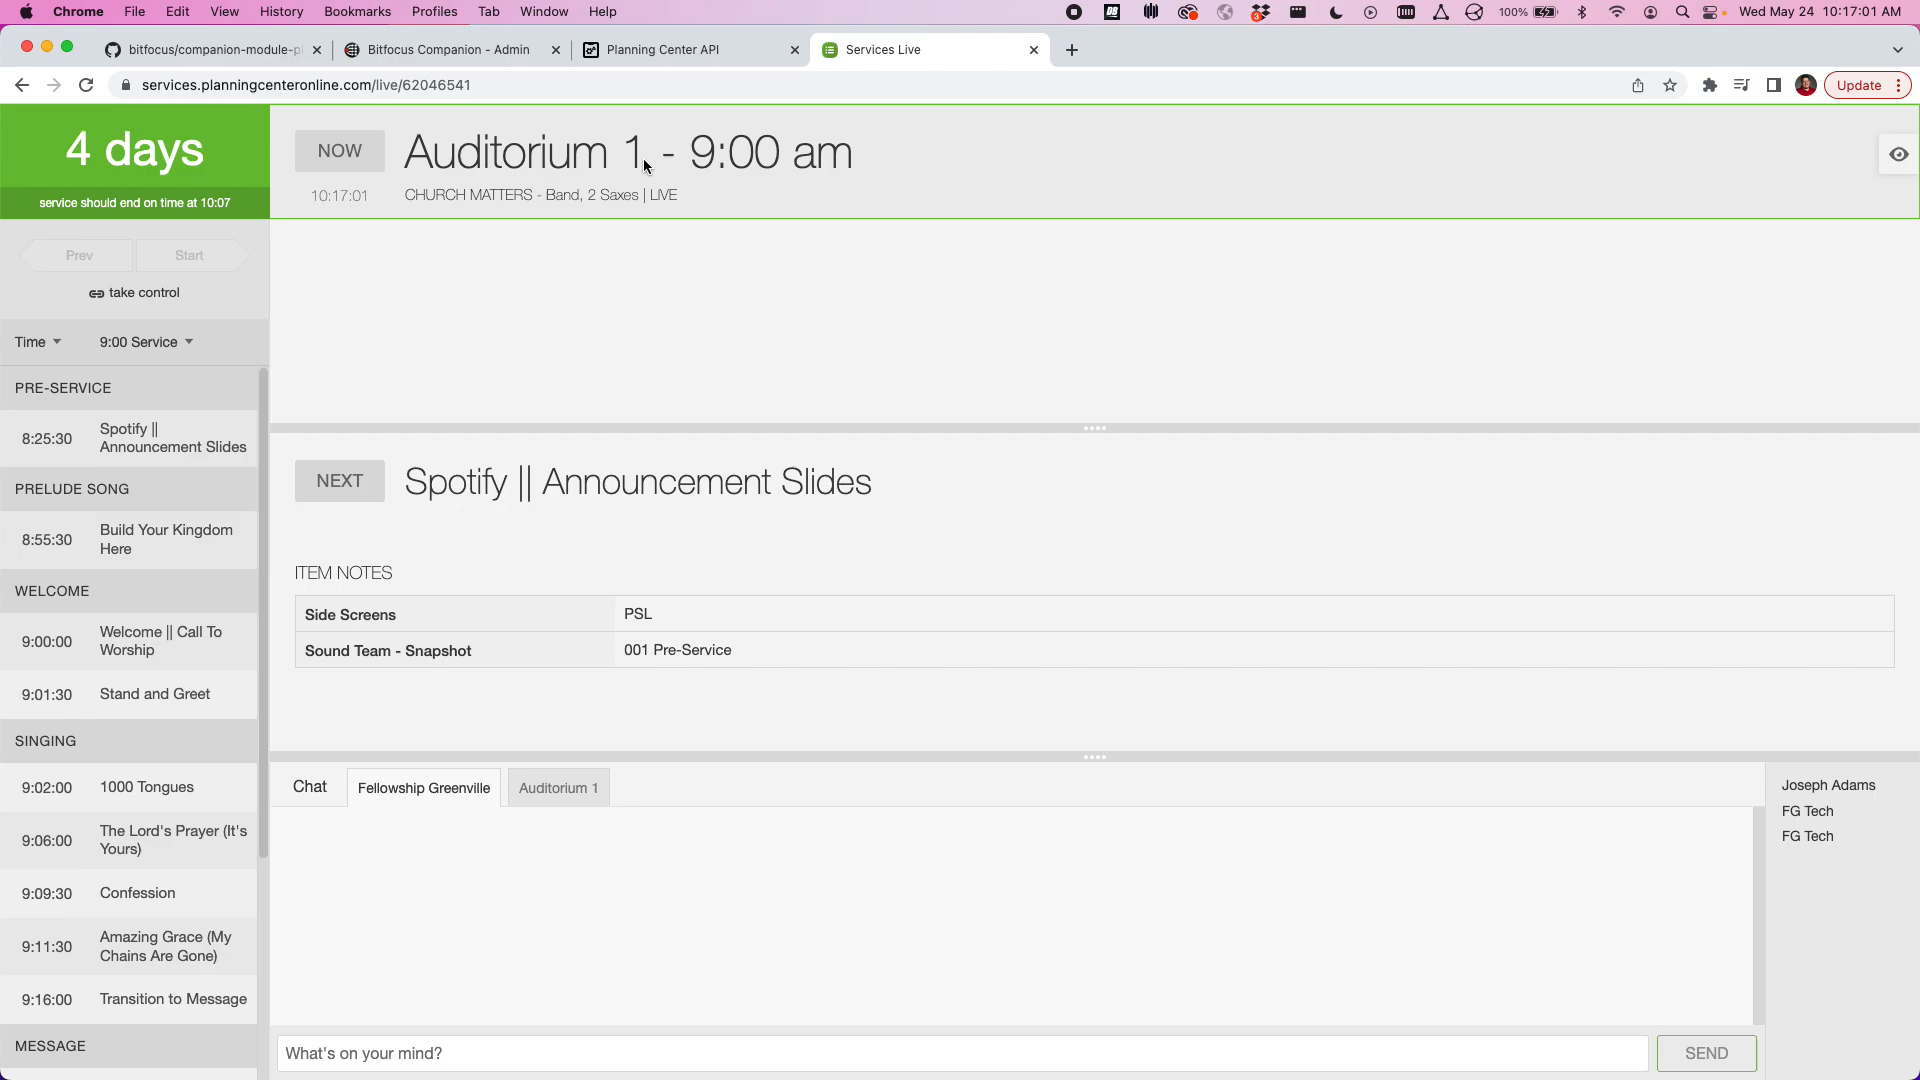 Chrome File Edit View History Bookmarks Profiles Tab Window Help
100% Wed May 24 10:17:01 AM
bitfocus/companion-module-pl
Bitfocus Companion - Admin
Planning Center API
Services Live
services.planningcenteronline.com/live/62046541
Update
4 days
service should end on time at 10:07
Prev Start
take control
Time 9:00 Service
PRE-SERVICE
8:25:30 Spotify ||
Announcement Slides
PRELUDE SONG
8:55:30 Build Your Kingdom
Here
WELCOME
9:00:00 Welcome || Call To
Worship
9:01:30 Stand and Greet
SINGING
9:02:00 1000 Tongues
9:06:00 The Lord's Prayer (It's
Yours)
9:09:30 Confession
9:11:30 Amazing Grace (My
Chains Are Gone)
9:16:00 Transition to Message
MESSAGE
NOW Auditorium 1 - 9:00 am
10:17:01 CHURCH MATTERS - Band, 2 Saxes | LIVE
NEXT Spotify || Announcement Slides
ITEM NOTES
Side Screens PSL
Sound Team - Snapshot 001 Pre-Service
Chat Fellowship Greenville Auditorium 1
Joseph Adams
FG Tech
FG Tech
What's on your mind? SEND